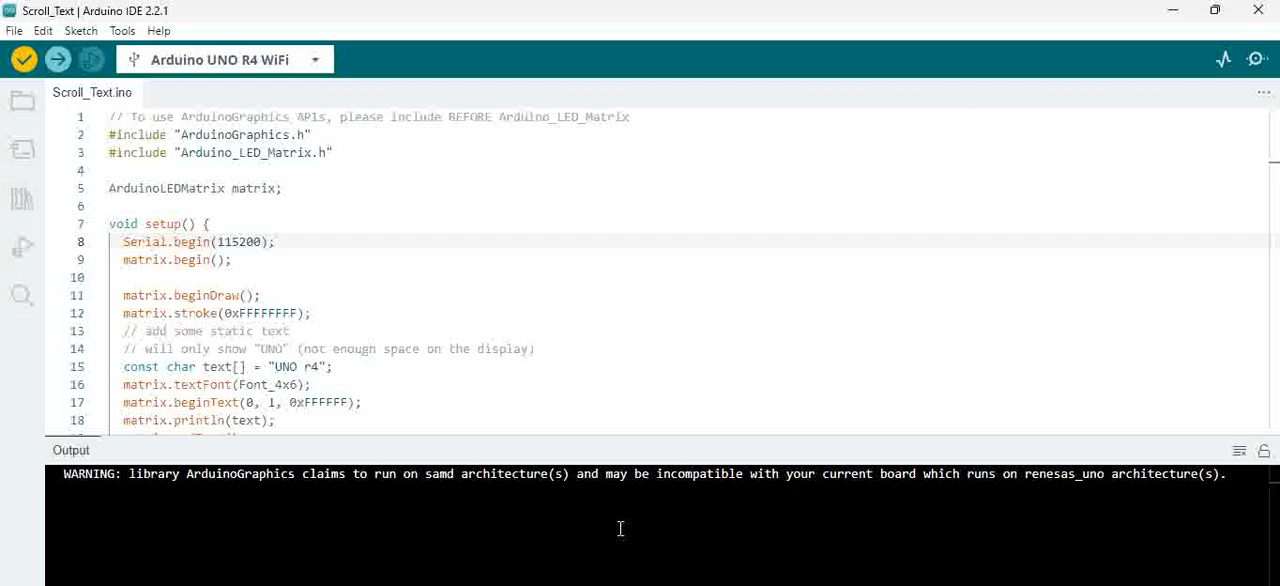 Scroll_Text | Arduino IDE 2.2.1
File Edit Sketch Tools Help
Arduino UNO R4 WiFi
Scroll_Text.ino
1 // To use ArduinoGraphics APIs, please include BEFORE Arduino_LED_Matrix
2 #include "ArduinoGraphics.h"
3 #include "Arduino_LED_Matrix.h"
4
5 ArduinoLEDMatrix matrix;
6
7 void setup() {
8 Serial.begin(115200);
9 matrix.begin();
10
11 matrix.beginDraw();
12 matrix.stroke(0xFFFFFFFF);
13 // add some static text
14 // will only show "UNO" (not enough space on the display)
15 const char text[] = "UNO r4";
16 matrix.textFont(Font_4x6);
17 matrix.beginText(0, 1, 0xFFFFFF);
18 matrix.println(text);
Output
WARNING: library ArduinoGraphics claims to run on samd architecture(s) and may be incompatible with your current board which runs on renesas_uno architecture(s).